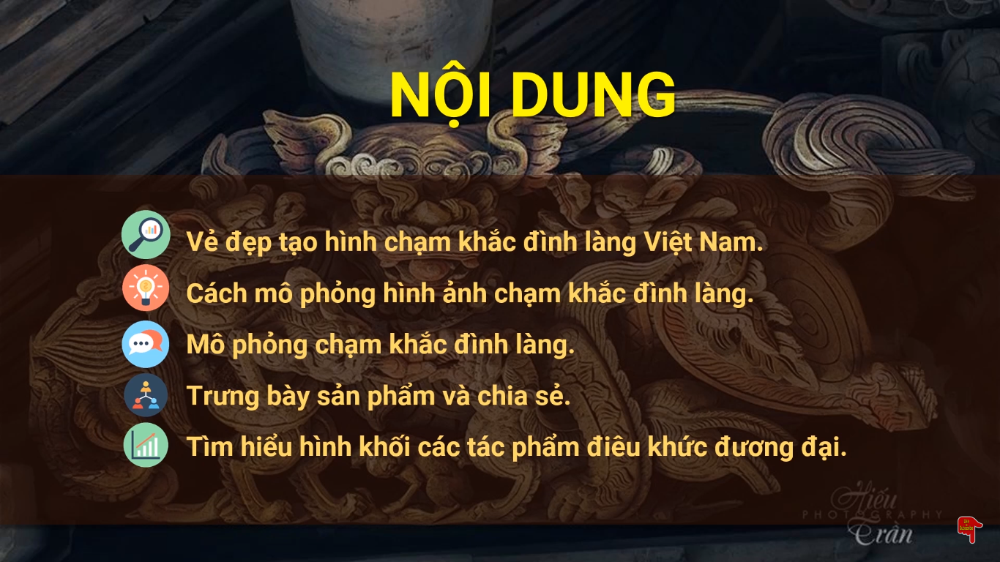 NỘI DUNG
Vẻ đẹp tạo hình chạm khắc đình làng Việt Nam.
Cách mô phỏng hình ảnh chạm khắc đình làng.
Mô phỏng chạm khắc đình làng.
Trưng bày sản phẩm và chia sẻ.
Tìm hiểu hình khối các tác phẩm điêu khức đương đại.
Hiếu
PHOTOGRAPHY
Trần